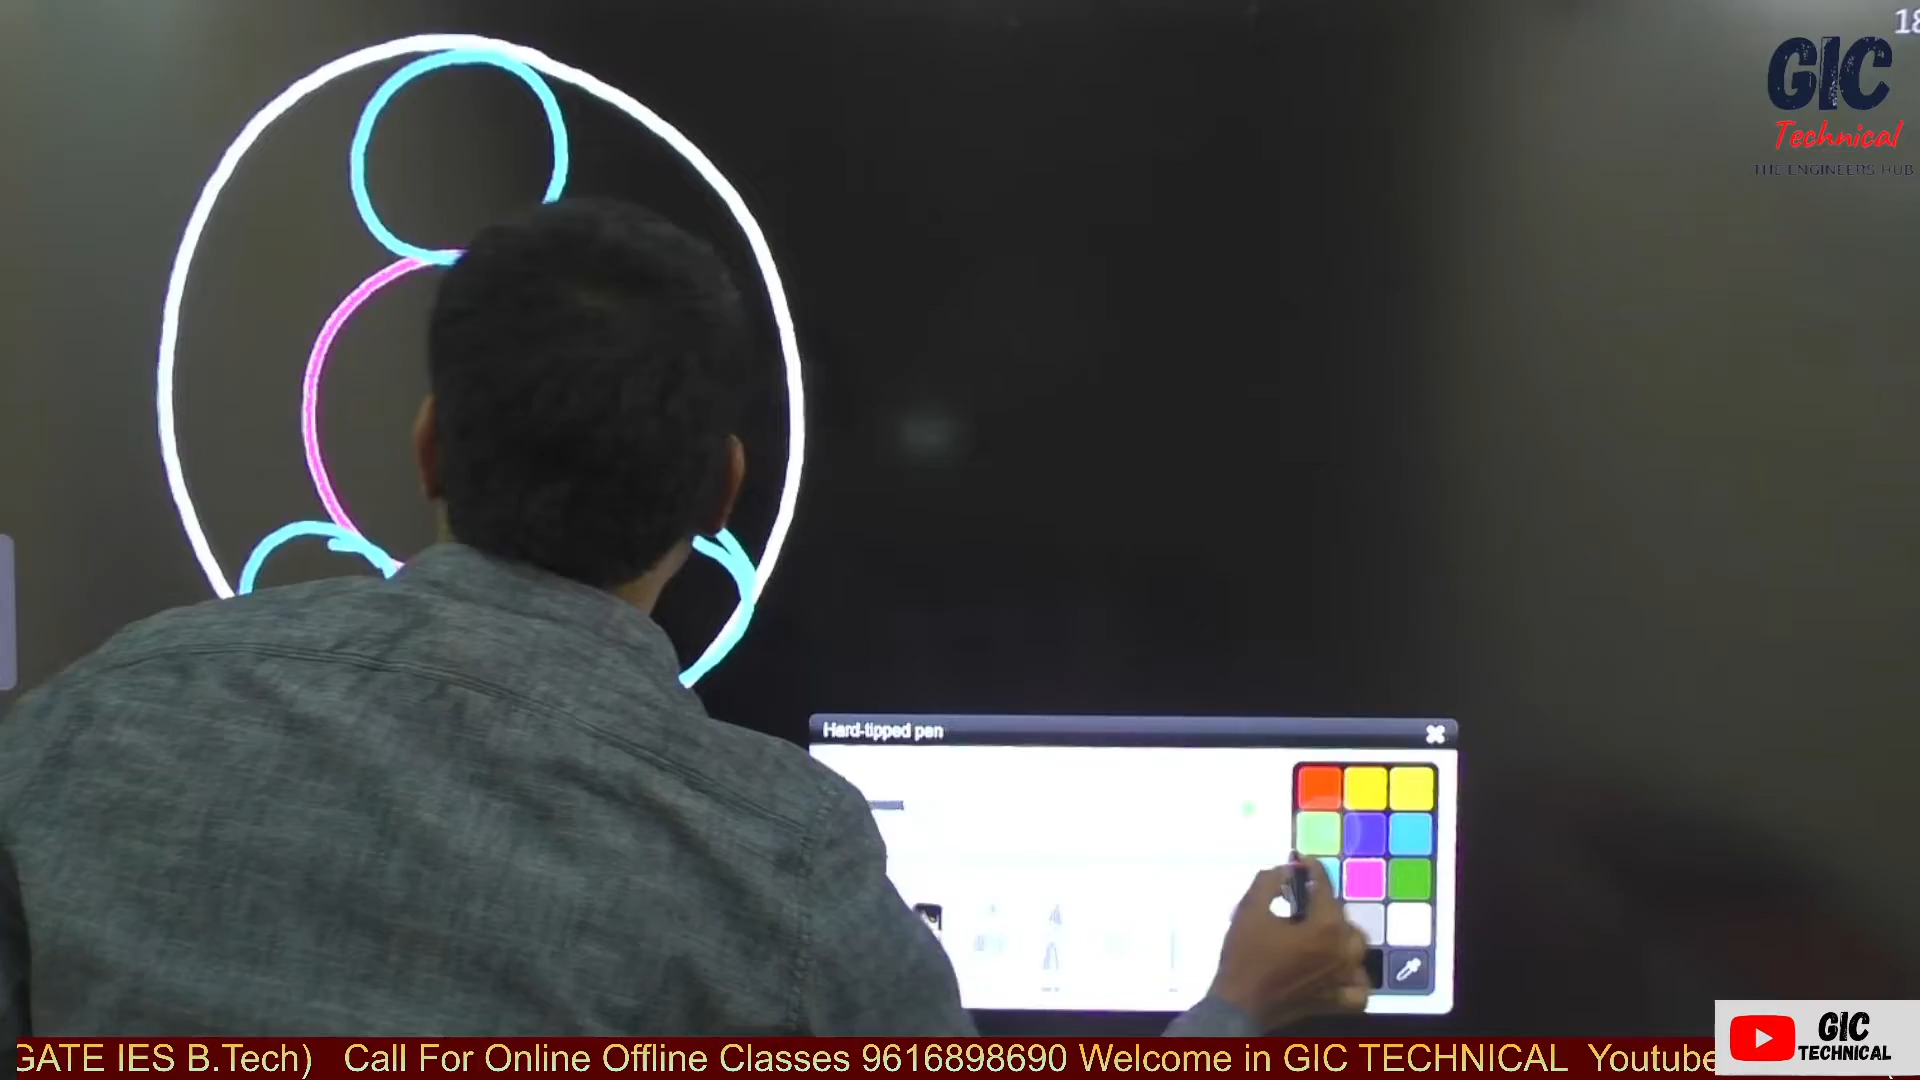 18
GIC
Technical
THE ENGINEERS HUB
Hard-tipped pen
GATE IES B.Tech) Call For Online Offline Classes 9616898690 Welcome in GIC TECHNICAL Youtube
GIC
TECHNICAL